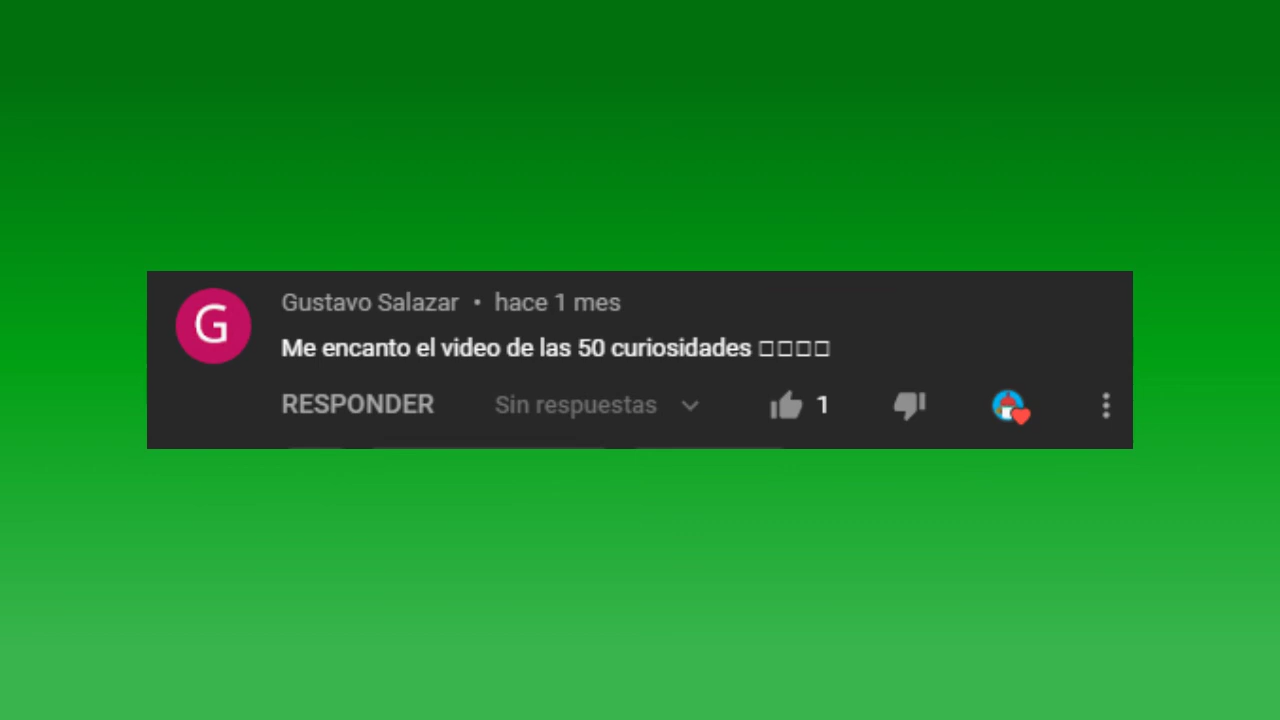 G
Gustavo Salazar • hace 1 mes
Me encanto el video de las 50 curiosidades □□□□
RESPONDER Sin respuestas 1